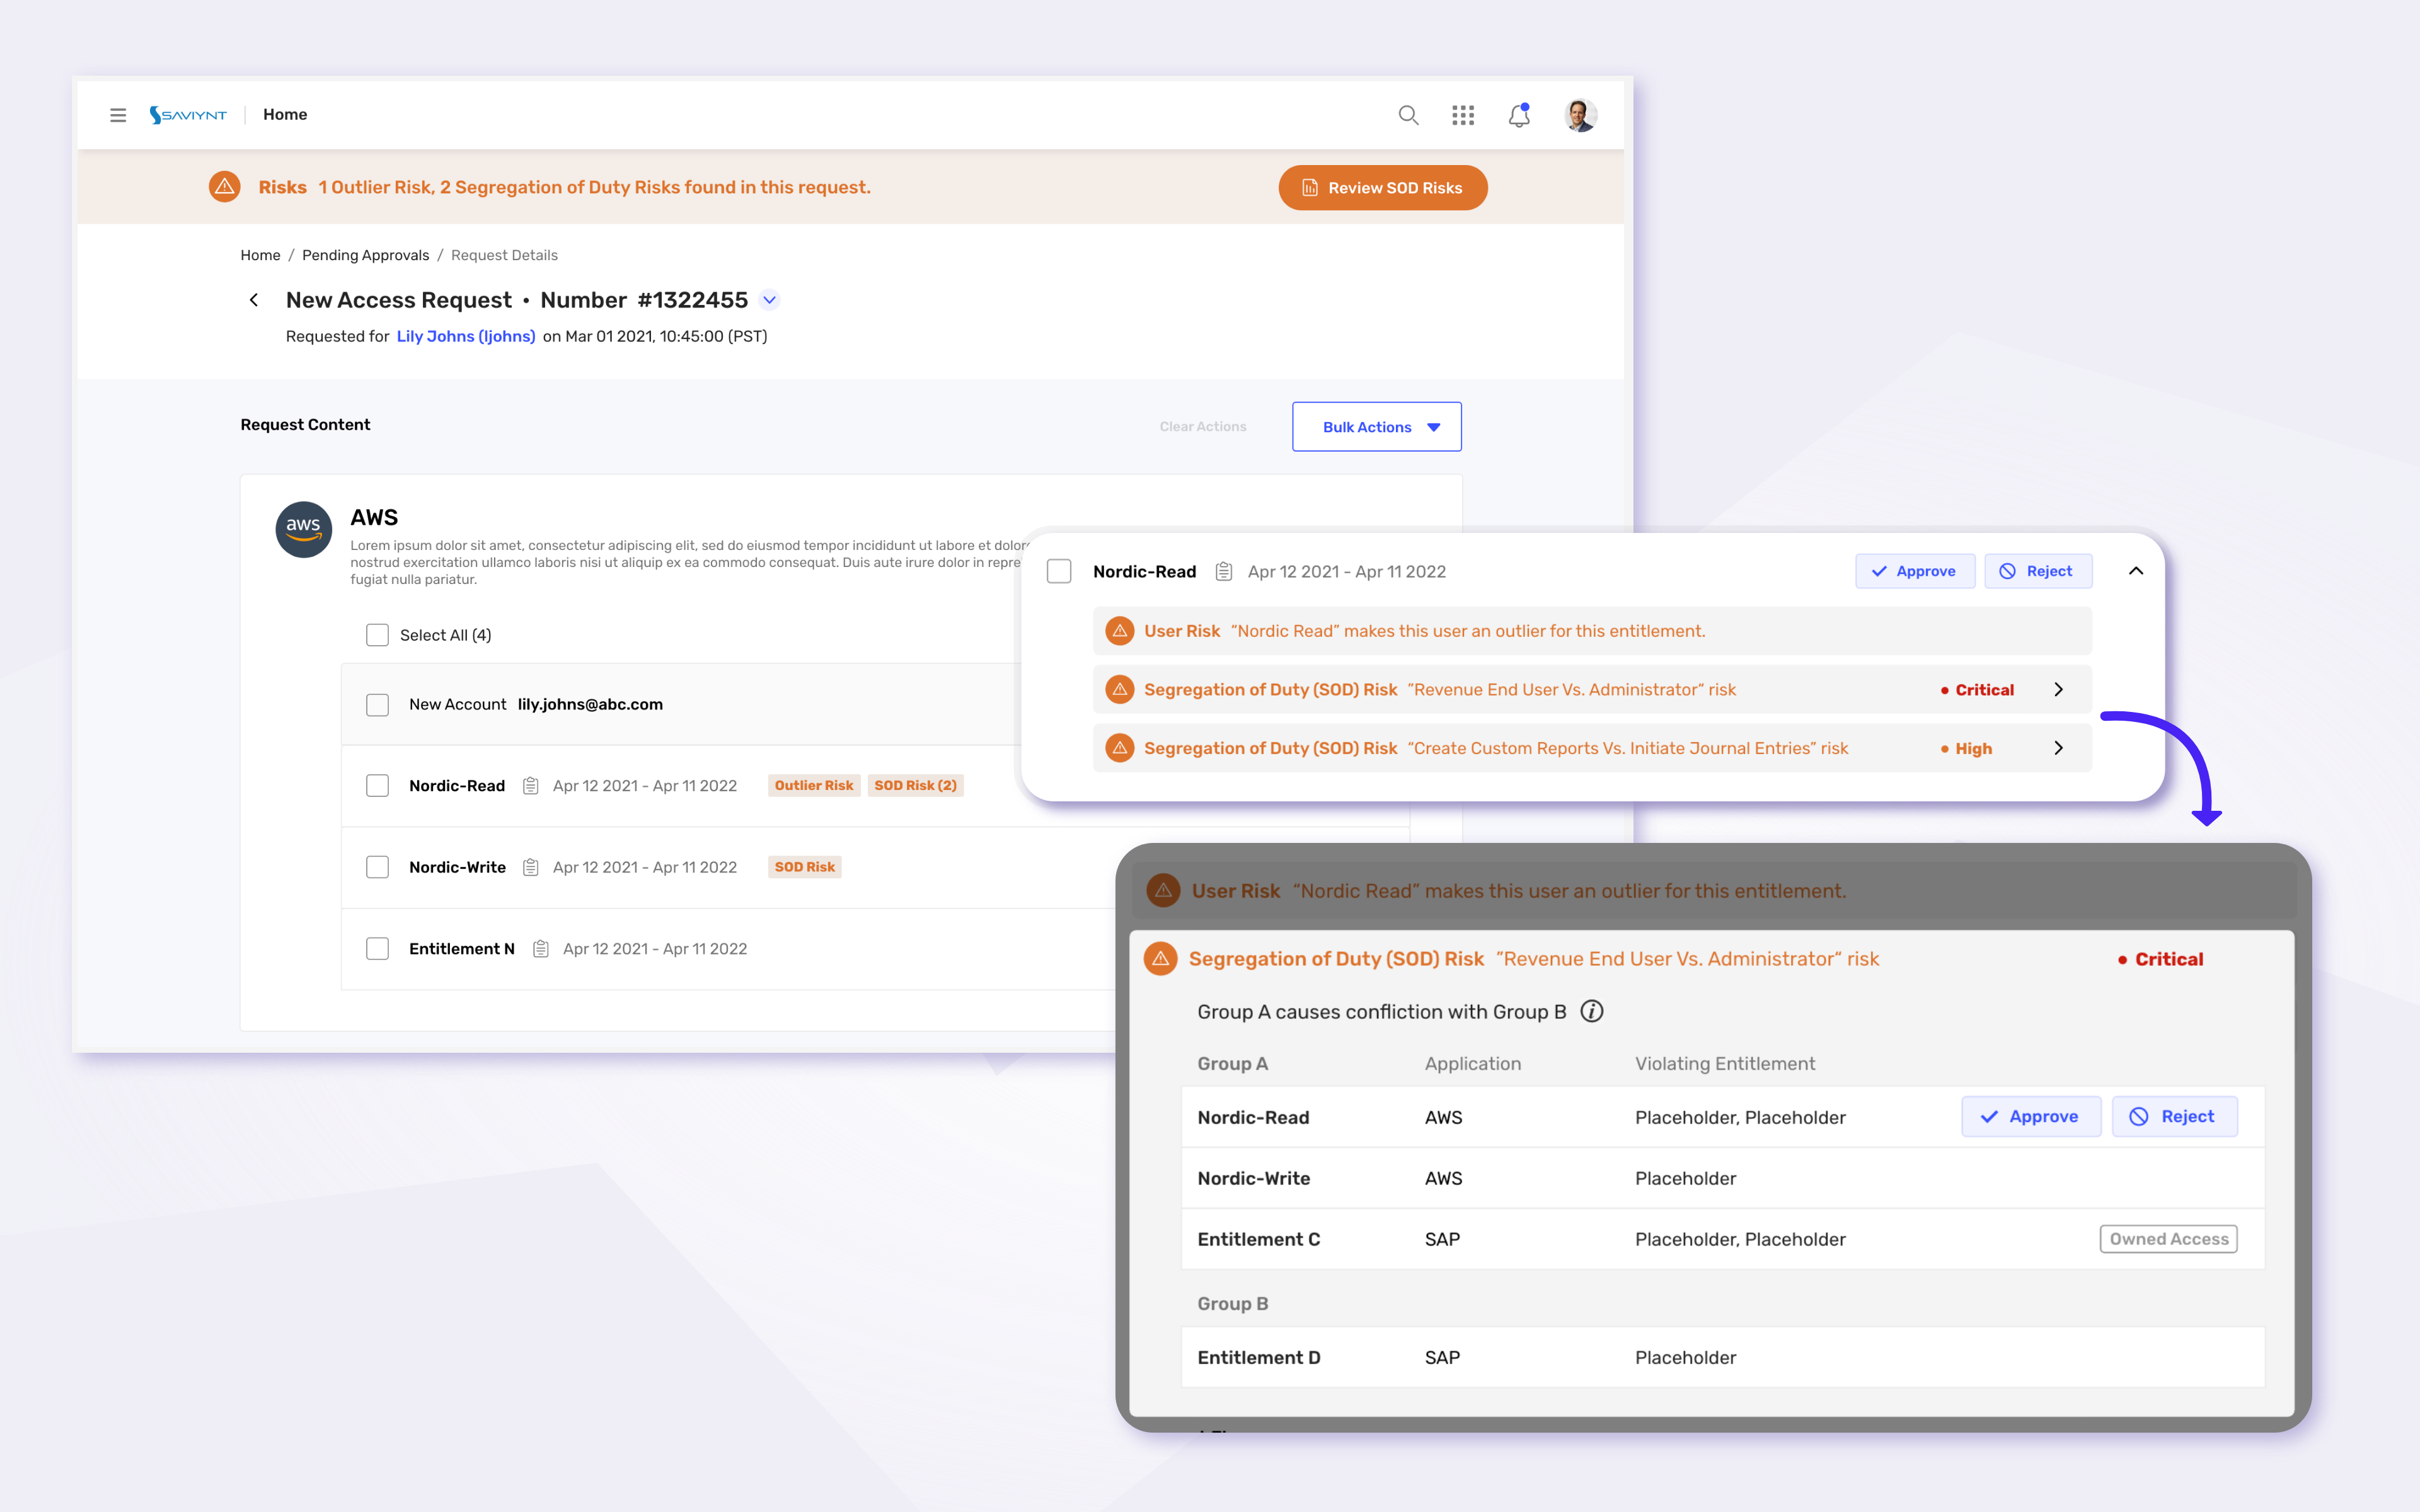 SAVIYNT Home
Risks 1 Outlier Risk, 2 Segregation of Duty Risks found in this request.
Review SOD Risks
Home / Pending Approvals / Request Details
New Access Request • Number #1322455
Requested for Lily Johns (ljohns) on Mar 01 2021, 10:45:00 (PST)
Request Content
Clear Actions
Bulk Actions
aws
AWS
Lorem ipsum dolor sit amet, consectetur adipiscing elit, sed do eiusmod tempor incididunt ut labore et dolore
nostrud exercitation ullamco laboris nisi ut aliquip ex ea commodo consequat. Duis aute irure dolor in repre
fugiat nulla pariatur.
Select All (4)
New Account lily.johns@abc.com
Nordic-Read Apr 12 2021 - Apr 11 2022 Outlier Risk SOD Risk (2)
Nordic-Write Apr 12 2021 - Apr 11 2022 SOD Risk
Entitlement N Apr 12 2021 - Apr 11 2022
Nordic-Read Apr 12 2021 - Apr 11 2022 Approve Reject
User Risk “Nordic Read” makes this user an outlier for this entitlement.
Segregation of Duty (SOD) Risk ”Revenue End User Vs. Administrator“ risk • Critical
Segregation of Duty (SOD) Risk “Create Custom Reports Vs. Initiate Journal Entries” risk • High
User Risk “Nordic Read” makes this user an outlier for this entitlement.
Segregation of Duty (SOD) Risk ”Revenue End User Vs. Administrator“ risk • Critical
Group A causes confliction with Group B
Group A Application Violating Entitlement
Nordic-Read AWS Placeholder, Placeholder Approve Reject
Nordic-Write AWS Placeholder
Entitlement C SAP Placeholder, Placeholder Owned Access
Group B
Entitlement D SAP Placeholder